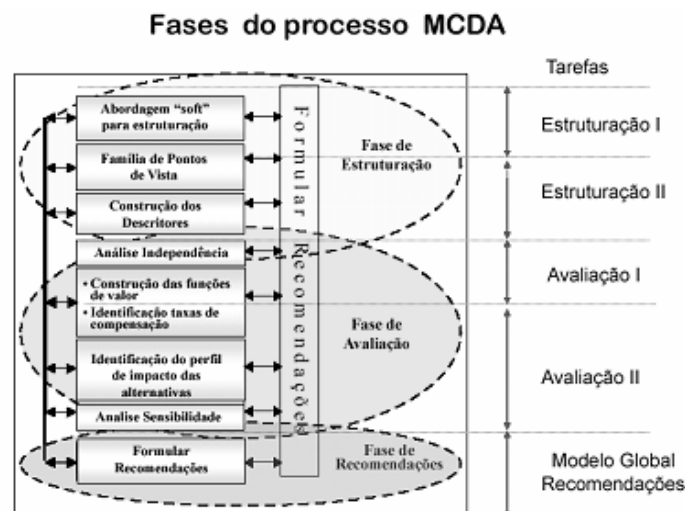 Fases do processo MCDA
Tarefas
Abordagem “soft”
para estruturação
Família de Pontos
de Vista
Construção dos
Descritores
Análise Independência
• Construção das funções
de valor
• Identificação taxas de
compensação
Identificação do perfil
de impacto das
alternativas
Analise Sensibilidade
Formular
Recomendações
Formular Recomendações
Fase de
Estruturação
Fase de
Avaliação
Fase de
Recomendações
Estruturação I
Estruturação II
Avaliação I
Avaliação II
Modelo Global
Recomendações